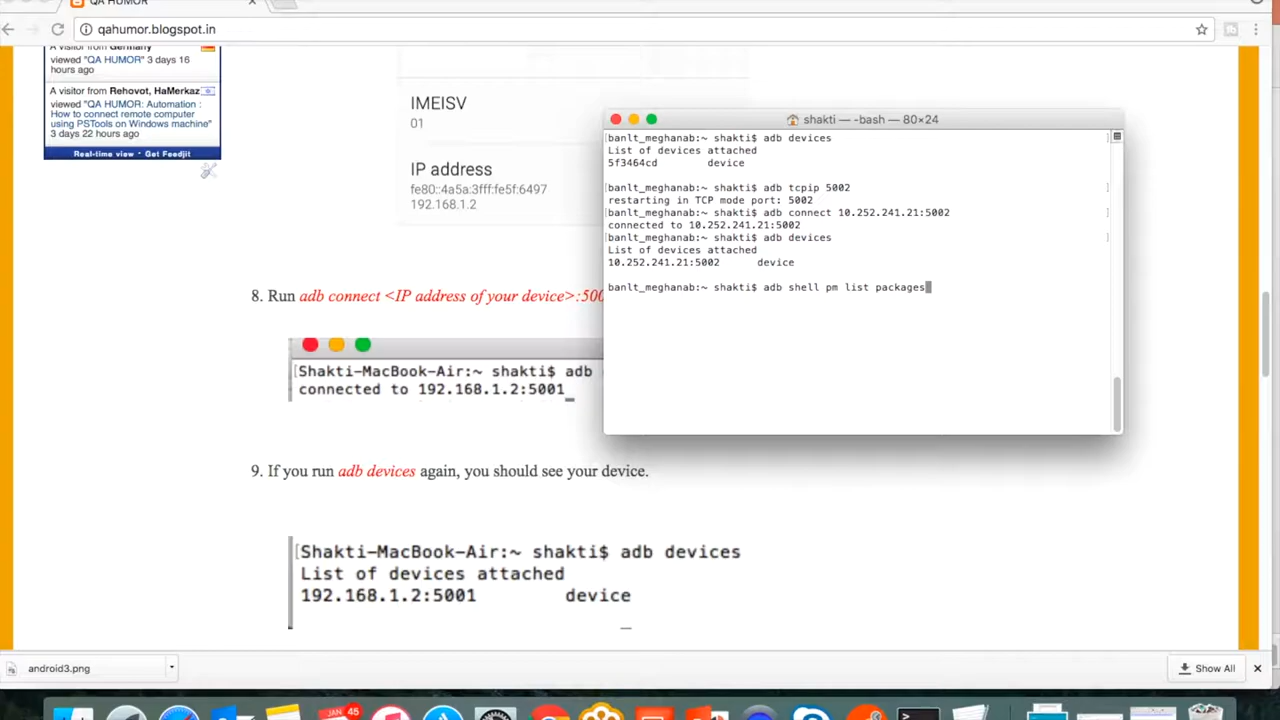 QA HUMOR
qahumor.blogspot.in
A visitor from Germany
viewed "QA HUMOR" 3 days 16
hours ago
A visitor from Rehovot, HaMerkaz
viewed "QA HUMOR: Automation :
How to connect remote computer
using PSTools on Windows machine"
3 days 22 hours ago
Real-time view • Get Feedjit
IMEISV
01
IP address
fe80::4a5a:3fff:fe5f:6497
192.168.1.2
8. Run adb connect <IP address of your device>:500
Shakti-MacBook-Air:~ shakti$ adb
connected to 192.168.1.2:5001
9. If you run adb devices again, you should see your device.
Shakti-MacBook-Air:~ shakti$ adb devices
List of devices attached
192.168.1.2:5001 device
shakti — -bash — 80×24
banlt_meghanab:~ shakti$ adb devices
List of devices attached
5f3464cd device
banlt_meghanab:~ shakti$ adb tcpip 5002
restarting in TCP mode port: 5002
banlt_meghanab:~ shakti$ adb connect 10.252.241.21:5002
connected to 10.252.241.21:5002
banlt_meghanab:~ shakti$ adb devices
List of devices attached
10.252.241.21:5002 device
banlt_meghanab:~ shakti$ adb shell pm list packages
android3.png
Show All
JAN 45